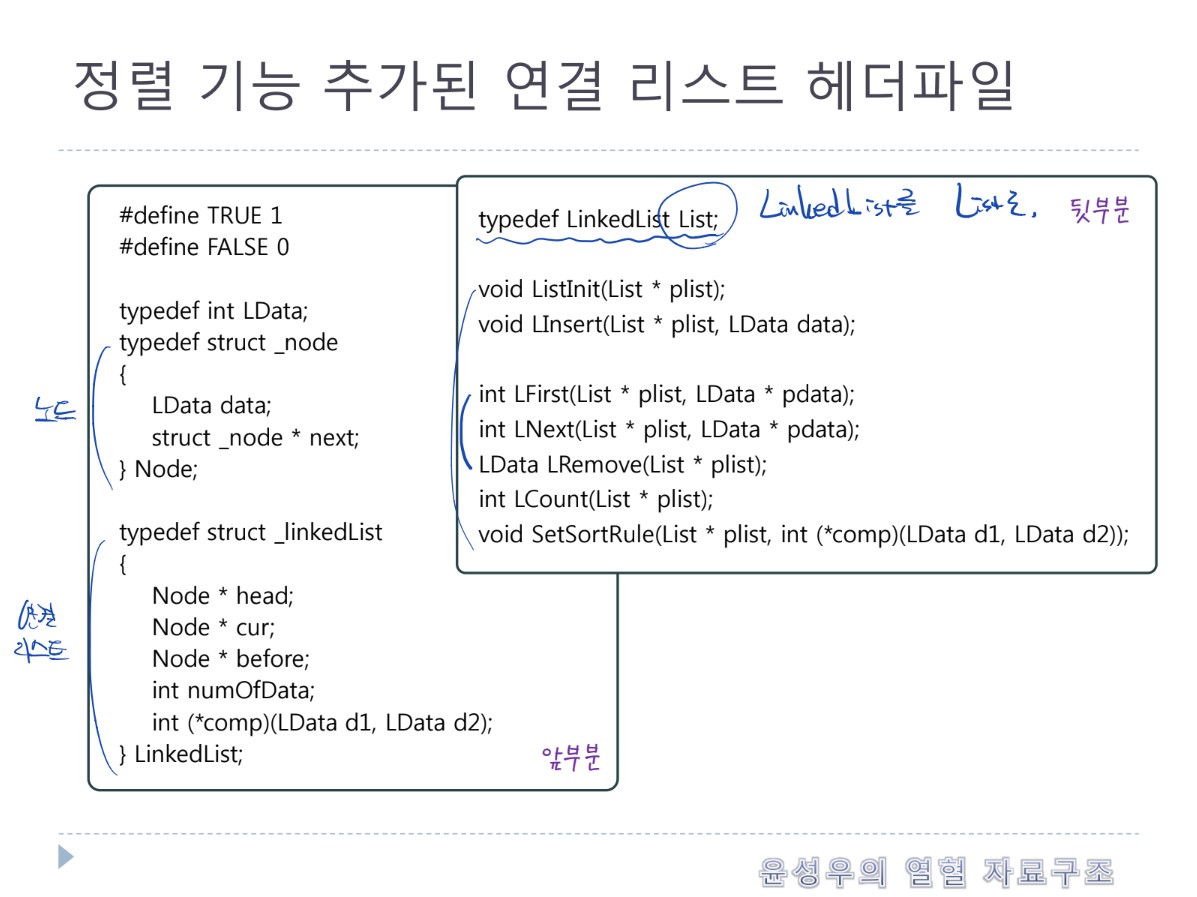 정렬 기능 추가된 연결 리스트 헤더파일
#define TRUE 1
#define FALSE 0
typedef int LData;
typedef struct _node
{
LData data;
struct _node * next;
} Node;
노드
typedef struct _linkedList
{
Node * head;
Node * cur;
Node * before;
int numOfData;
int (*comp)(LData d1, LData d2);
} LinkedList;
연결
리스트
앞부분
typedef LinkedList List;
LinkedList를 List로.
뒷부분
void ListInit(List * plist);
void LInsert(List * plist, LData data);
int LFirst(List * plist, LData * pdata);
int LNext(List * plist, LData * pdata);
LData LRemove(List * plist);
int LCount(List * plist);
void SetSortRule(List * plist, int (*comp)(LData d1, LData d2));
윤성우의 열혈 자료구조